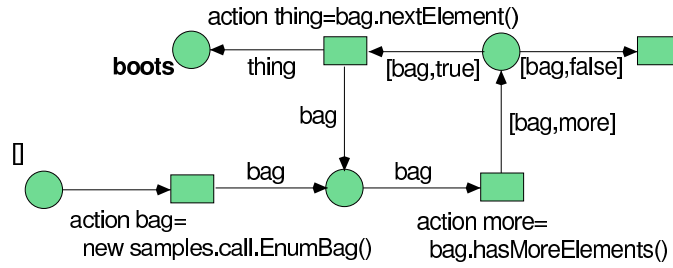 action thing=bag.nextElement()
boots
thing
[bag,true]
[bag,false]
bag
[bag,more]
[]
bag
bag
action bag=
new samples.call.EnumBag()
action more=
bag.hasMoreElements()